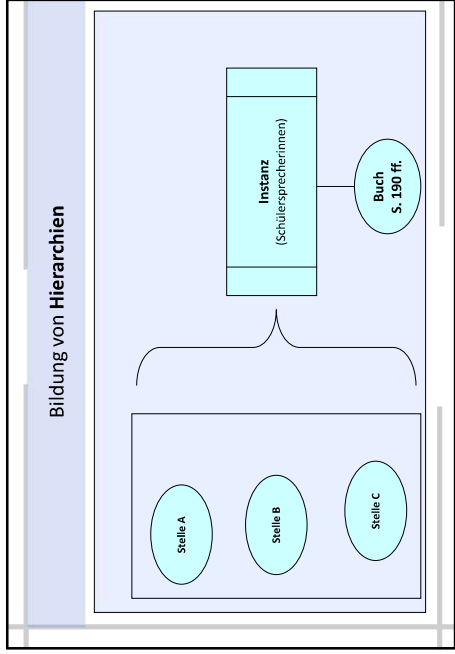 Bildung von Hierarchien
Stelle A
Stelle B
Stelle C
Instanz
(Schülersprecherinnen)
Buch
S. 190 ff.